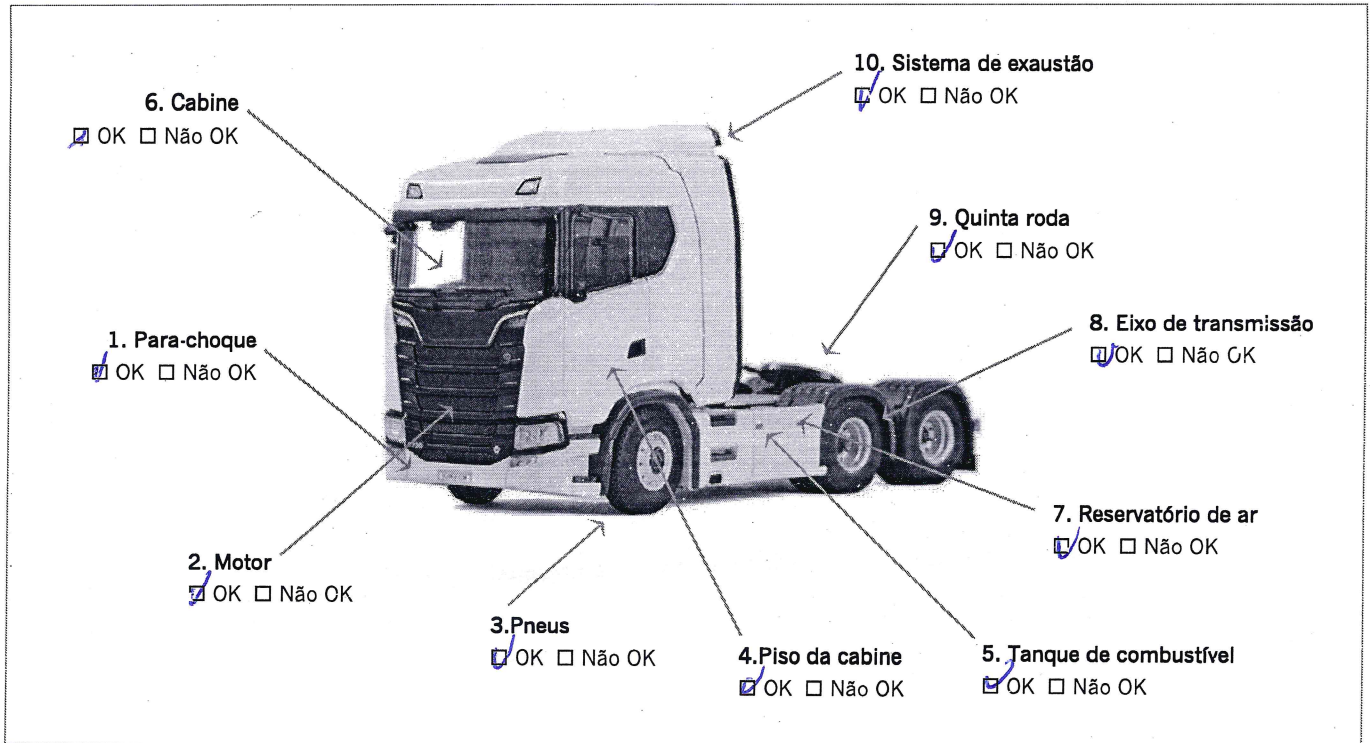 10. Sistema de exaustão
☑ OK ☐ Não OK
6. Cabine
☑ OK ☐ Não OK
9. Quinta roda
☑ OK ☐ Não OK
8. Eixo de transmissão
☑ OK ☐ Não OK
1. Para-choque
☑ OK ☐ Não OK
7. Reservatório de ar
☑ OK ☐ Não OK
2. Motor
☑ OK ☐ Não OK
3.Pneus
☑ OK ☐ Não OK
4.Piso da cabine
☑ OK ☐ Não OK
5. Tanque de combustível
☑ OK ☐ Não OK